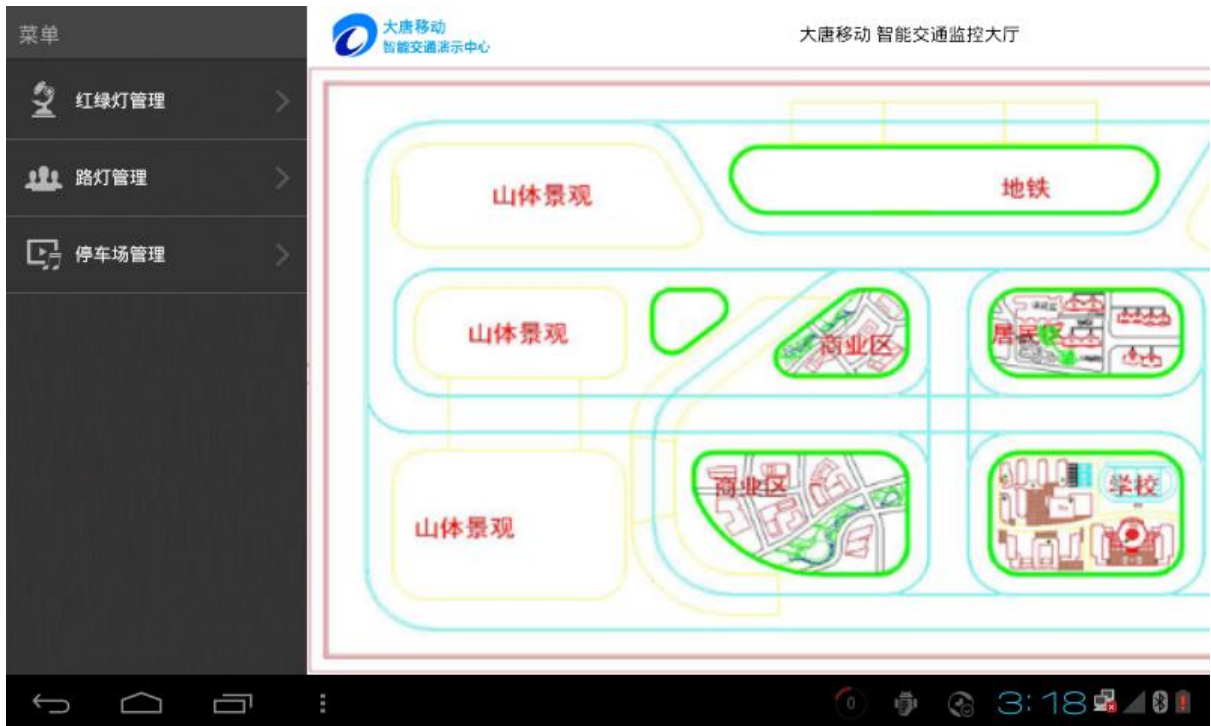 菜单
红绿灯管理
路灯管理
停车场管理
大唐移动
智能交通演示中心
大唐移动 智能交通监控大厅
山体景观
地铁
山体景观
商业区
居民区
山体景观
商业区
学校
0
3:18